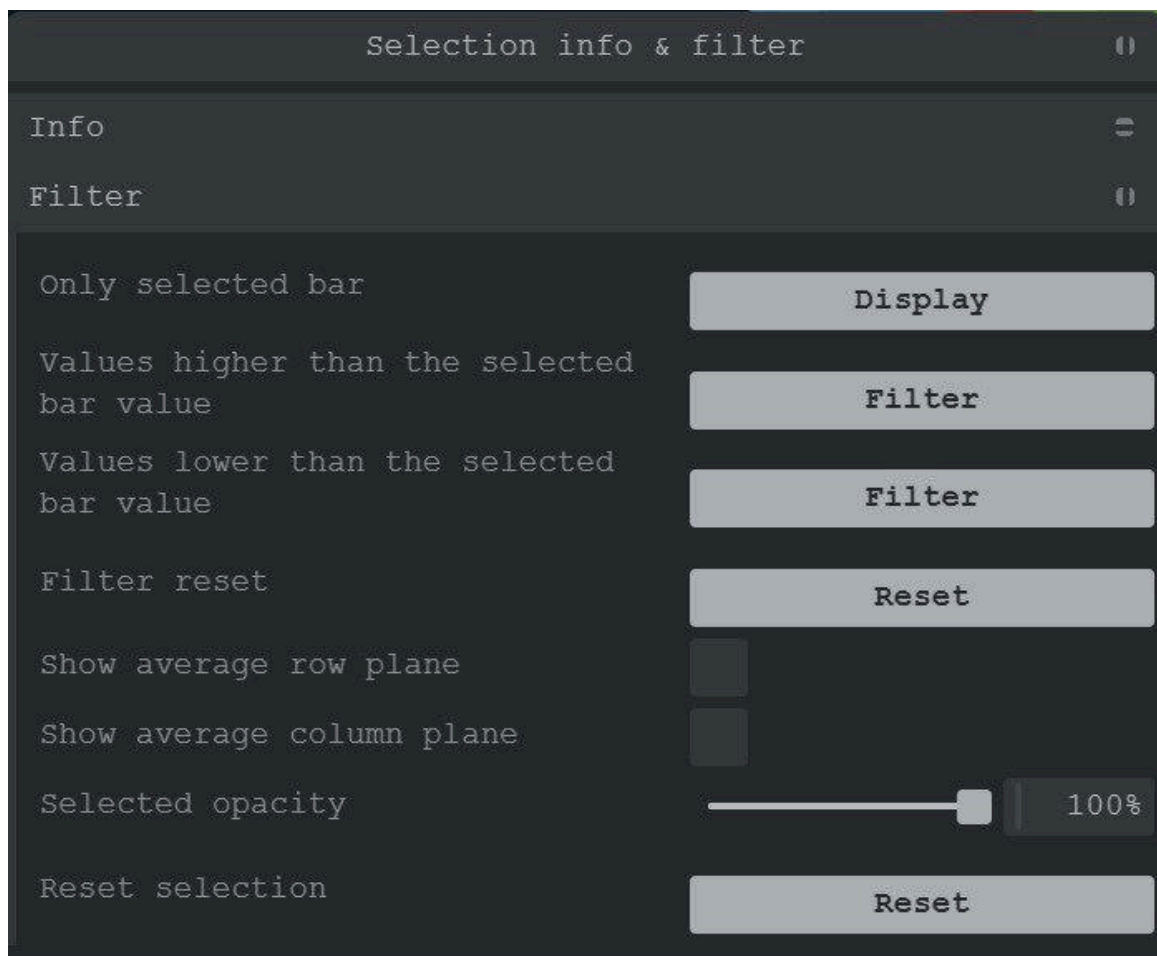 Selection info & filter
Info
Filter
Only selected bar
Display
Values higher than the selected
bar value
Filter
Values lower than the selected
bar value
Filter
Filter reset
Reset
Show average row plane
Show average column plane
Selected opacity
100%
Reset selection
Reset